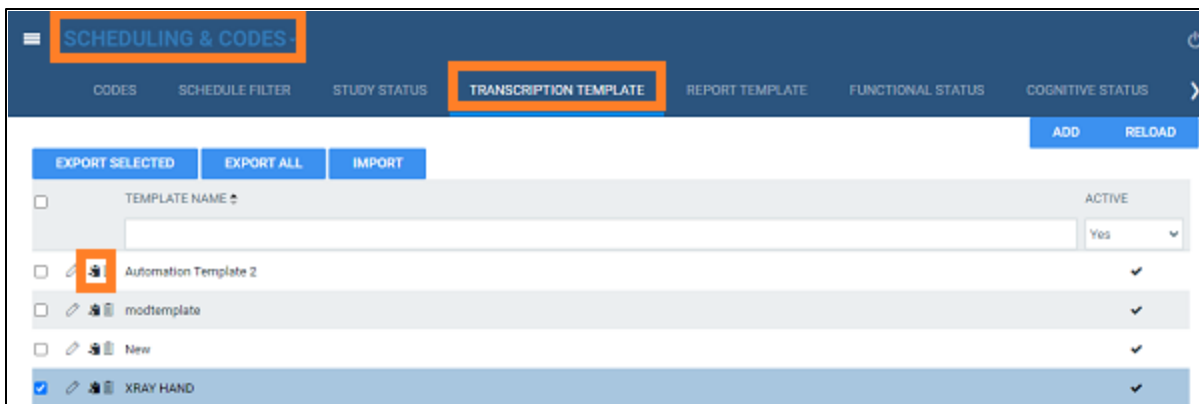 SCHEDULING & CODES
CODES SCHEDULE FILTER STUDY STATUS TRANSCRIPTION TEMPLATE REPORT TEMPLATE FUNCTIONAL STATUS COGNITIVE STATUS
ADD RELOAD
EXPORT SELECTED EXPORT ALL IMPORT
TEMPLATE NAME ACTIVE
Yes
Automation Template 2
modtemplate
New
XRAY HAND